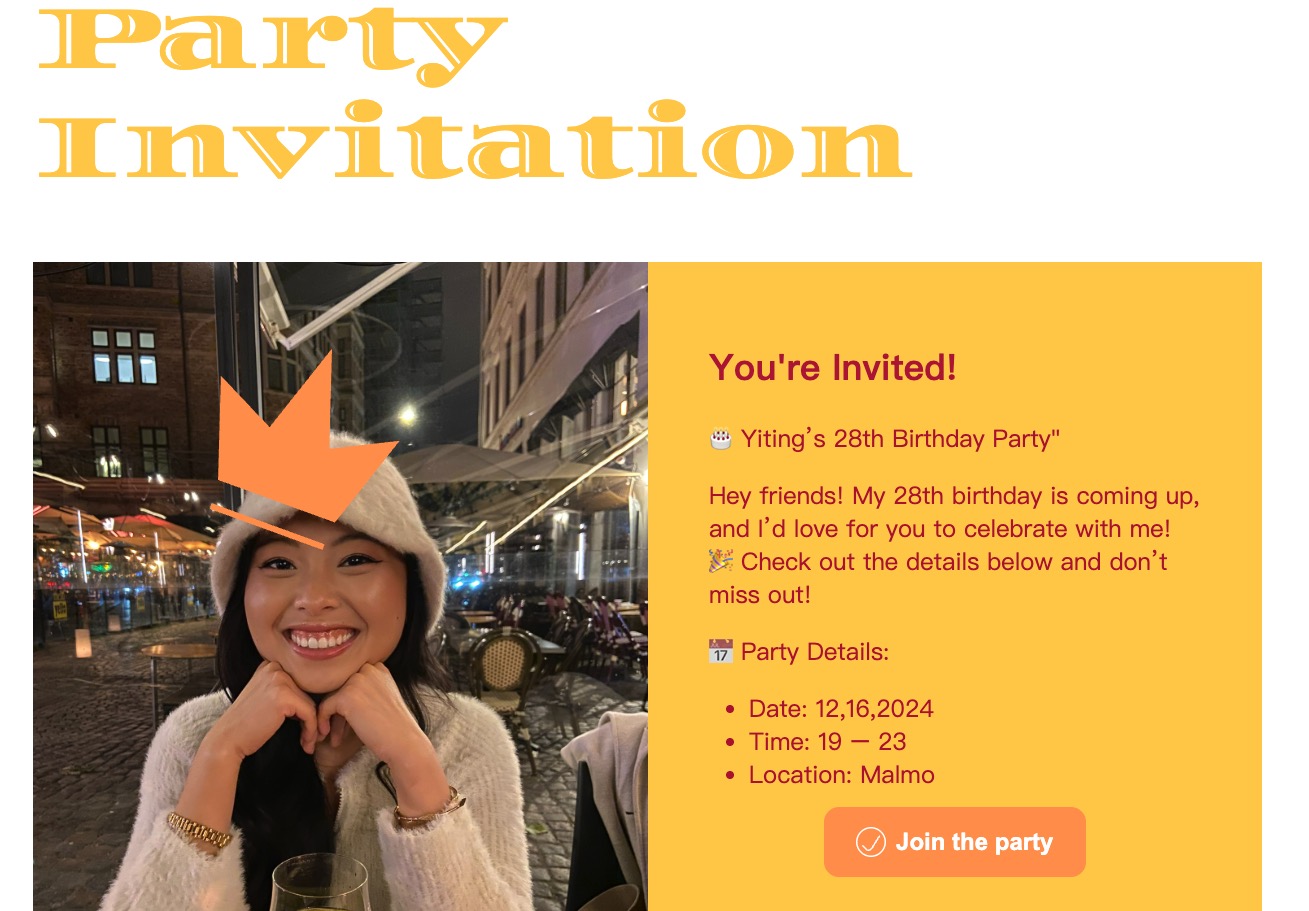 Party
Invitation
You're Invited!
🎂 Yiting’s 28th Birthday Party"
Hey friends! My 28th birthday is coming up,
and I’d love for you to celebrate with me!
🎉 Check out the details below and don’t
miss out!
📅 Party Details:
• Date: 12,16,2024
• Time: 19 – 23
• Location: Malmo
Join the party